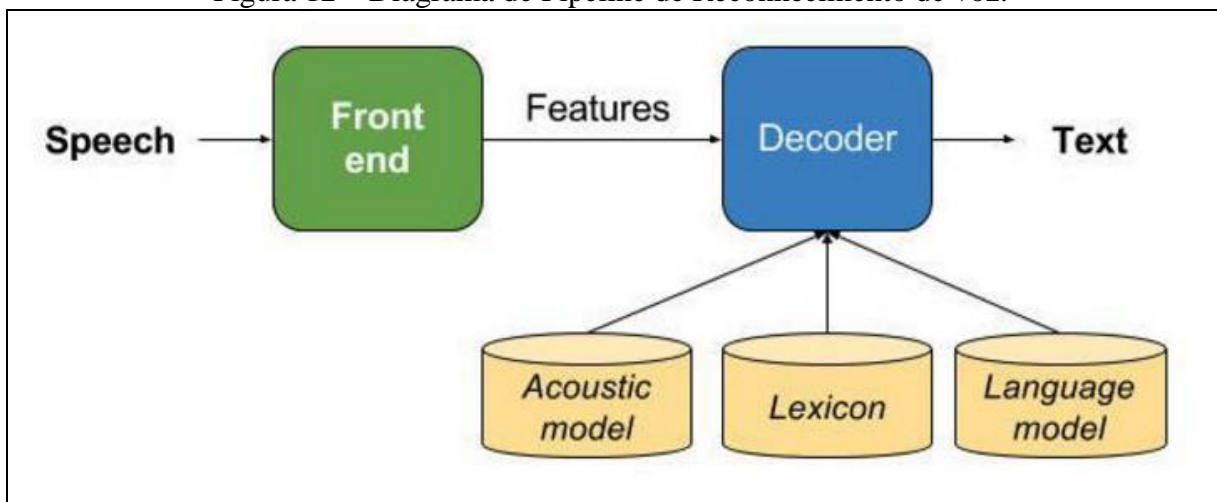 Figura 12 – Diagrama de Pipeline de Reconhecimento de voz.
Speech
Front
end
Features
Decoder
Text
Acoustic
model
Lexicon
Language
model